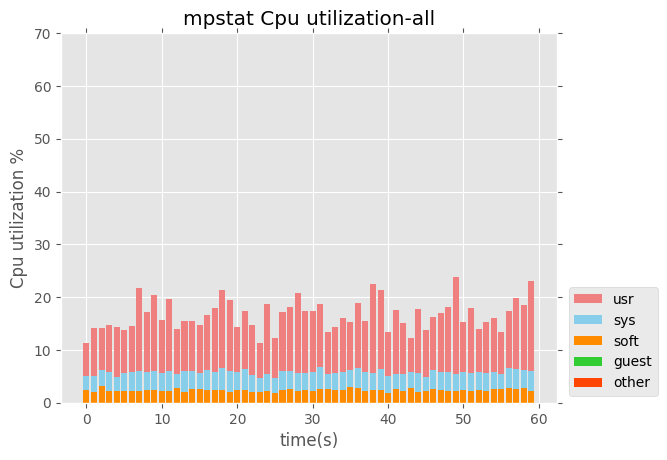 mpstat Cpu utilization-all
70
60
50
40
30
20
10
0
Cpu utilization %
0 10 20 30 40 50 60
time(s)
usr
sys
soft
guest
other